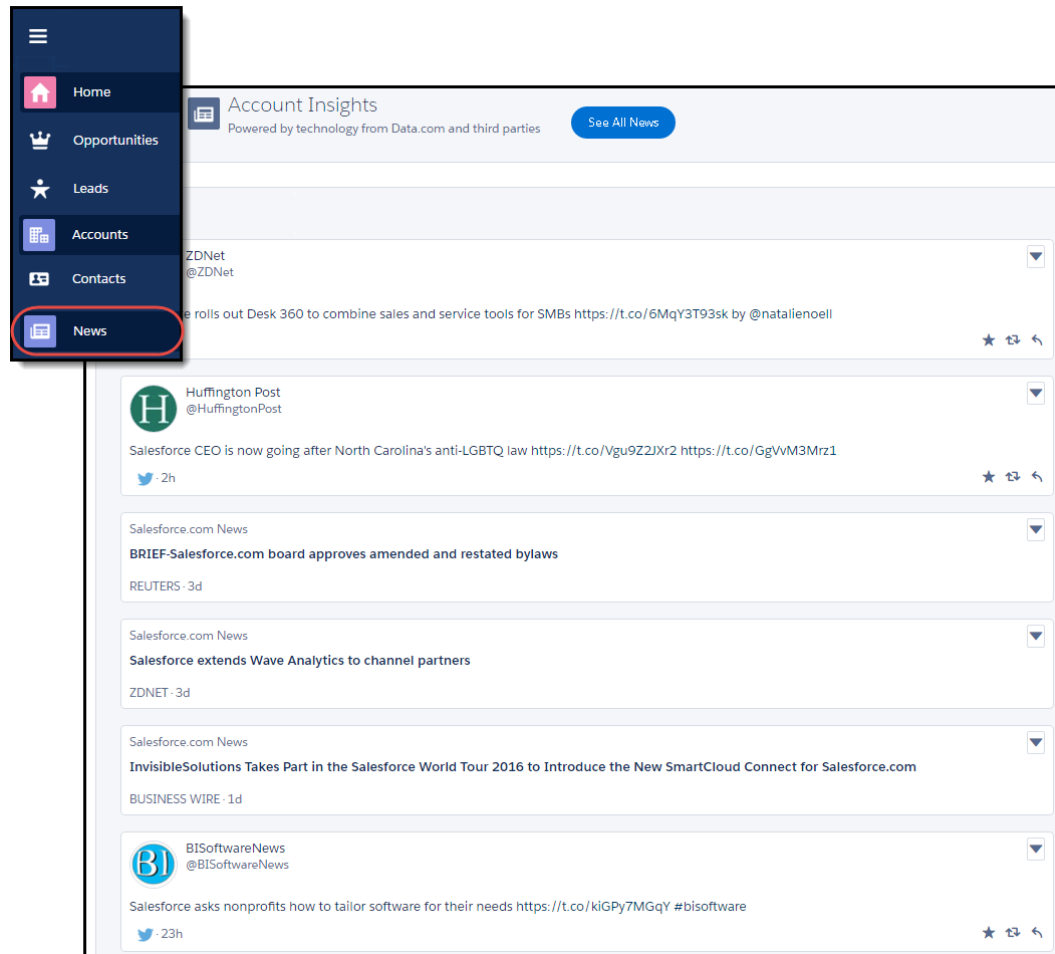 Home
Opportunities
Leads
Accounts
Contacts
News
Account Insights
Powered by technology from Data.com and third parties
See All News
ZDNet
@ZDNet
e rolls out Desk 360 to combine sales and service tools for SMBs https://t.co/6MqY3T93sk by @natalienoell
H
Huffington Post
@HuffingtonPost
Salesforce CEO is now going after North Carolina's anti-LGBTQ law https://t.co/Vgu9Z2JXr2 https://t.co/GgVvM3Mrz1
· 2h
Salesforce.com News
BRIEF-Salesforce.com board approves amended and restated bylaws
REUTERS · 3d
Salesforce.com News
Salesforce extends Wave Analytics to channel partners
ZDNET · 3d
Salesforce.com News
InvisibleSolutions Takes Part in the Salesforce World Tour 2016 to Introduce the New SmartCloud Connect for Salesforce.com
BUSINESS WIRE · 1d
BI
BISoftwareNews
@BISoftwareNews
Salesforce asks nonprofits how to tailor software for their needs https://t.co/kiGPy7MGqY #bisoftware
· 23h